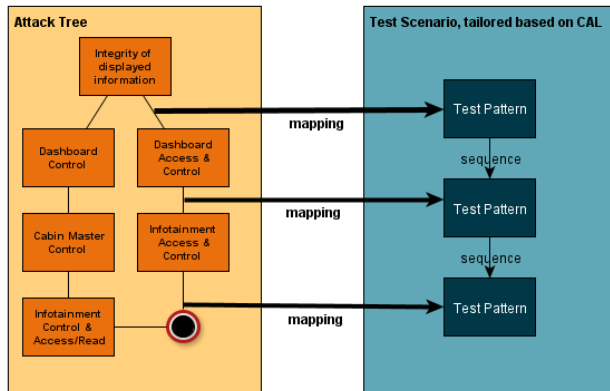 Attack Tree
Integrity of
displayed
information
Dashboard
Control
Dashboard
Access &
Control
Cabin Master
Control
Infotainment
Access &
Control
Infotainment
Control &
Access/Read
mapping
mapping
mapping
Test Scenario, tailored based on CAL
Test Pattern
sequence
Test Pattern
sequence
Test Pattern